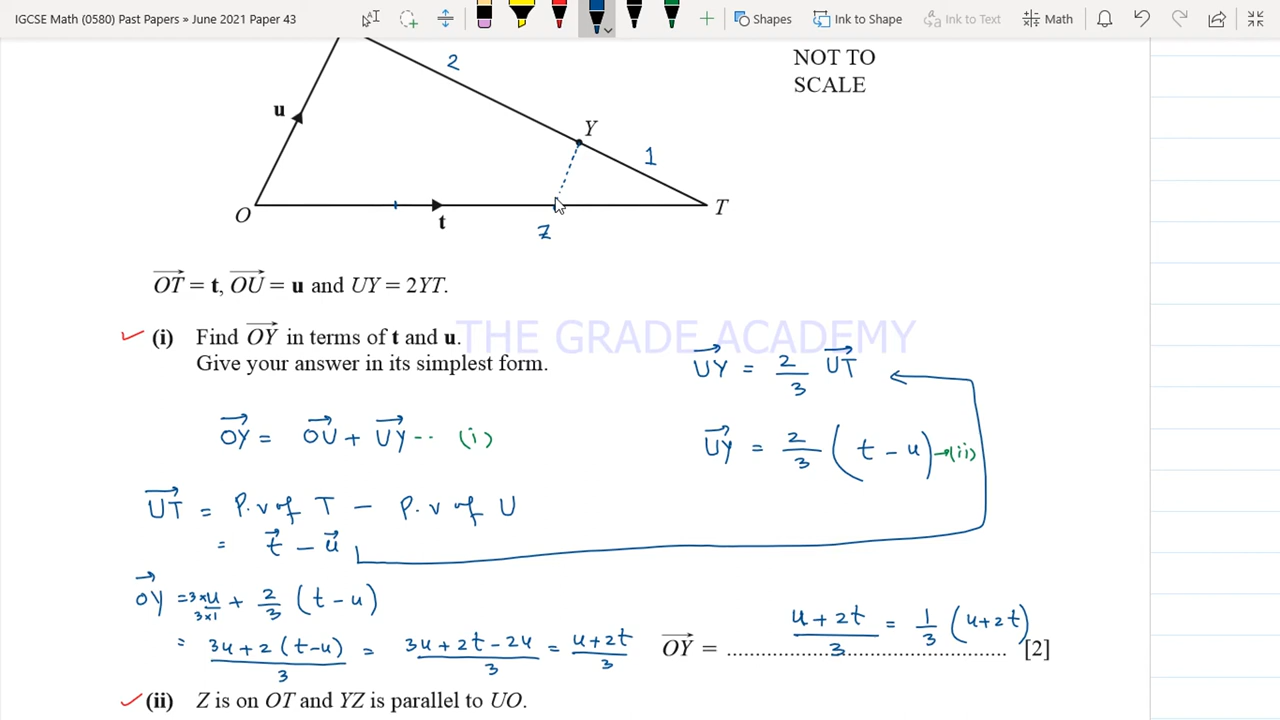 IGCSE Math (0580) Past Papers » June 2021 Paper 43
Shapes
Ink to Shape
Ink to Text
Math
NOT TO
SCALE
2
u
Y
1
O
t
T
Z
OT = t, OU = u and UY = 2YT.
(i) Find OY in terms of t and u.
Give your answer in its simplest form.
THE GRADE ACADEMY
UY = 2/3 UT
OY = OU + UY -- (i)
UY = 2/3 (t - u) → (ii)
UT = P.v of T - P.v of U
= t - u
OY = 3×u/3×1 + 2/3 (t - u)
= 3u + 2(t-u)/3 = 3u + 2t - 2u/3 = u + 2t/3
OY = u + 2t/3 = 1/3 (u+2t) [2]
(ii) Z is on OT and YZ is parallel to UO.